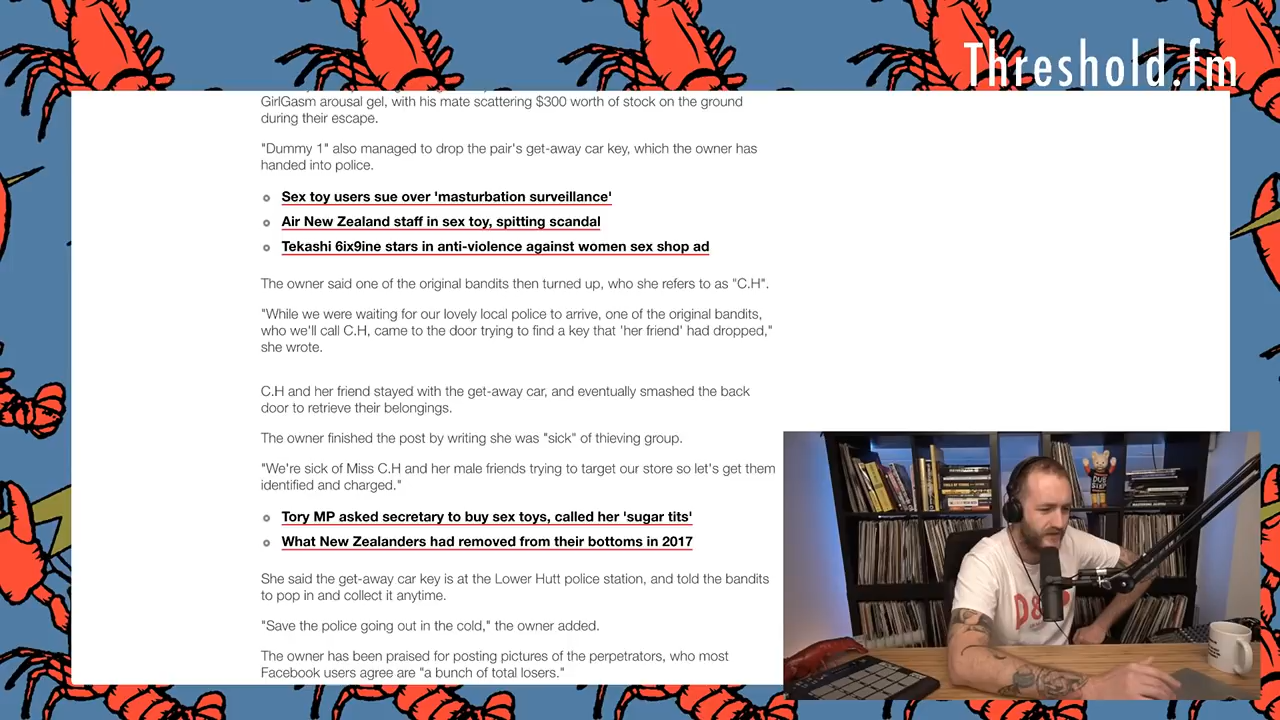 Threshold.fm
GirlGasm arousal gel, with his mate scattering $300 worth of stock on the ground
during their escape.
"Dummy 1" also managed to drop the pair's get-away car key, which the owner has
handed into police.
Sex toy users sue over 'masturbation surveillance'
Air New Zealand staff in sex toy, spitting scandal
Tekashi 6ix9ine stars in anti-violence against women sex shop ad
The owner said one of the original bandits then turned up, who she refers to as "C.H".
"While we were waiting for our lovely local police to arrive, one of the original bandits,
who we'll call C.H, came to the door trying to find a key that 'her friend' had dropped,"
she wrote.
C.H and her friend stayed with the get-away car, and eventually smashed the back
door to retrieve their belongings.
The owner finished the post by writing she was "sick" of thieving group.
"We're sick of Miss C.H and her male friends trying to target our store so let's get them
identified and charged."
Tory MP asked secretary to buy sex toys, called her 'sugar tits'
What New Zealanders had removed from their bottoms in 2017
She said the get-away car key is at the Lower Hutt police station, and told the bandits
to pop in and collect it anytime.
"Save the police going out in the cold," the owner added.
The owner has been praised for posting pictures of the perpetrators, who most
Facebook users agree are "a bunch of total losers."